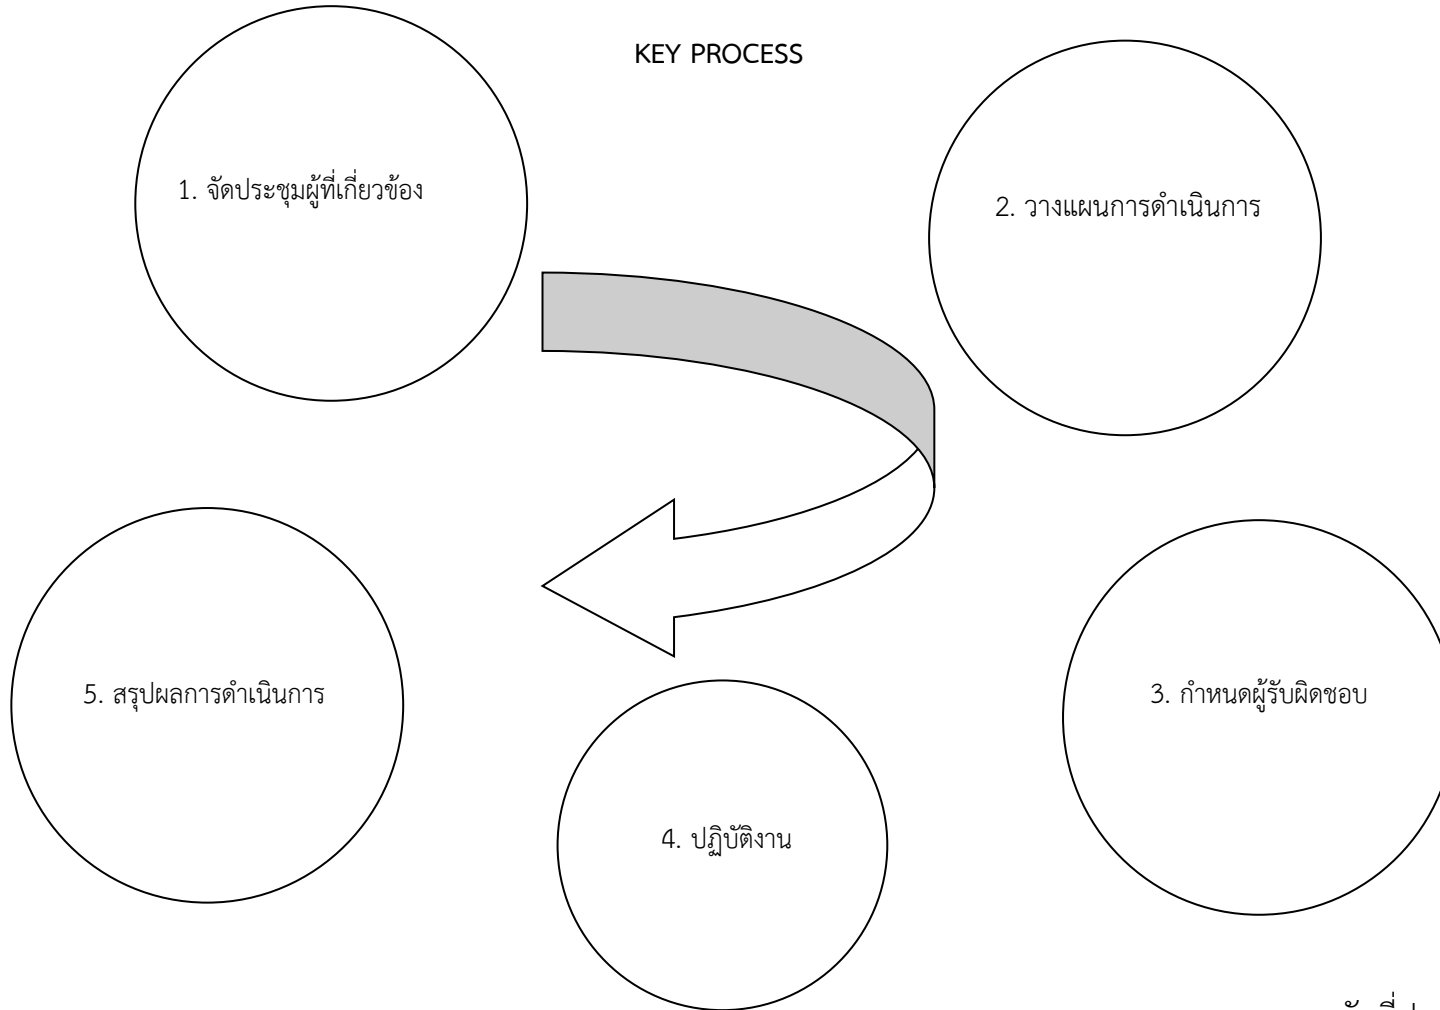 KEY PROCESS
1. จัดประชุมผู้ที่เกี่ยวข้อง
2. วางแผนการดำเนินการ
3. กำหนดผู้รับผิดชอบ
4. ปฏิบัติงาน
5. สรุปผลการดำเนินการ